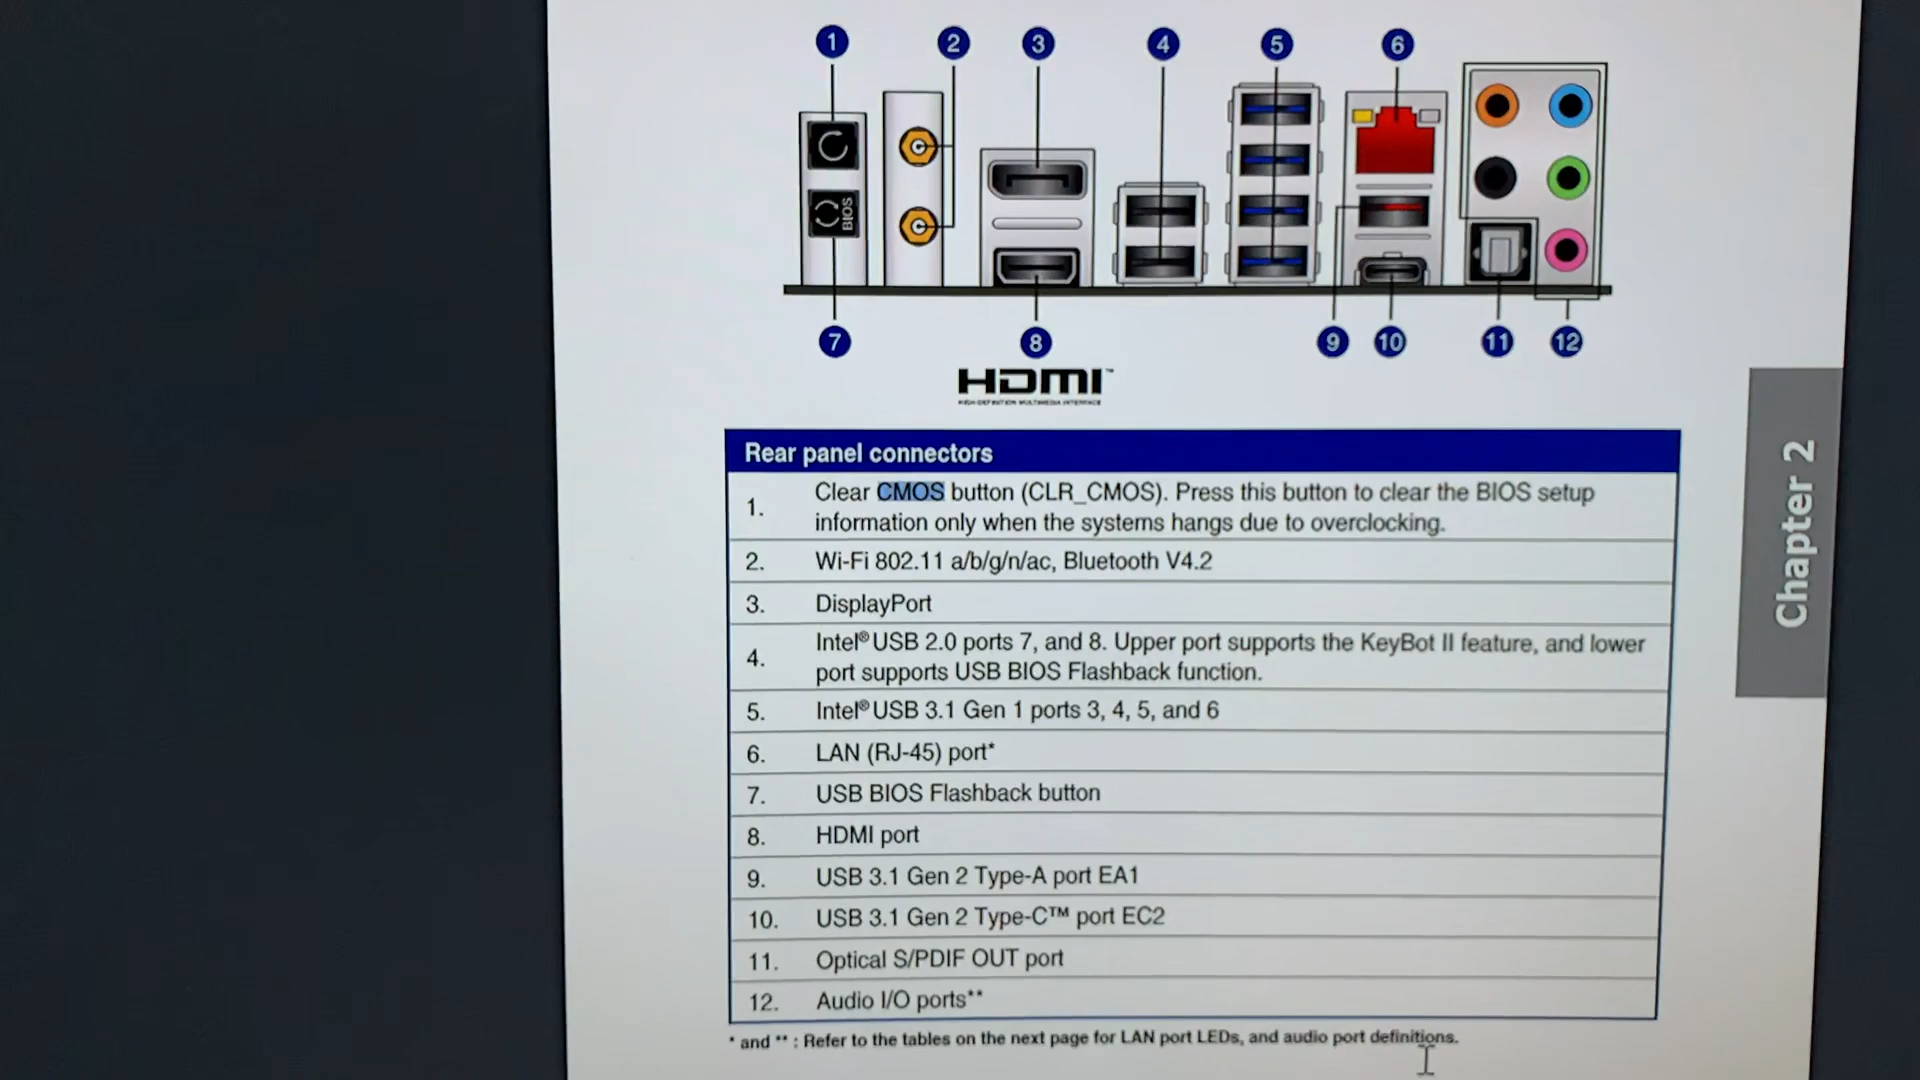 1 2 3 4 5 6
BIOS
7 8 9 10 11 12
HDMI™
HIGH-DEFINITION MULTIMEDIA INTERFACE
Chapter 2
Rear panel connectors
1. Clear CMOS button (CLR_CMOS). Press this button to clear the BIOS setup
information only when the systems hangs due to overclocking.
2. Wi-Fi 802.11 a/b/g/n/ac, Bluetooth V4.2
3. DisplayPort
4. Intel® USB 2.0 ports 7, and 8. Upper port supports the KeyBot II feature, and lower
port supports USB BIOS Flashback function.
5. Intel® USB 3.1 Gen 1 ports 3, 4, 5, and 6
6. LAN (RJ-45) port*
7. USB BIOS Flashback button
8. HDMI port
9. USB 3.1 Gen 2 Type-A port EA1
10. USB 3.1 Gen 2 Type-C™ port EC2
11. Optical S/PDIF OUT port
12. Audio I/O ports**
* and ** : Refer to the tables on the next page for LAN port LEDs, and audio port definitions.